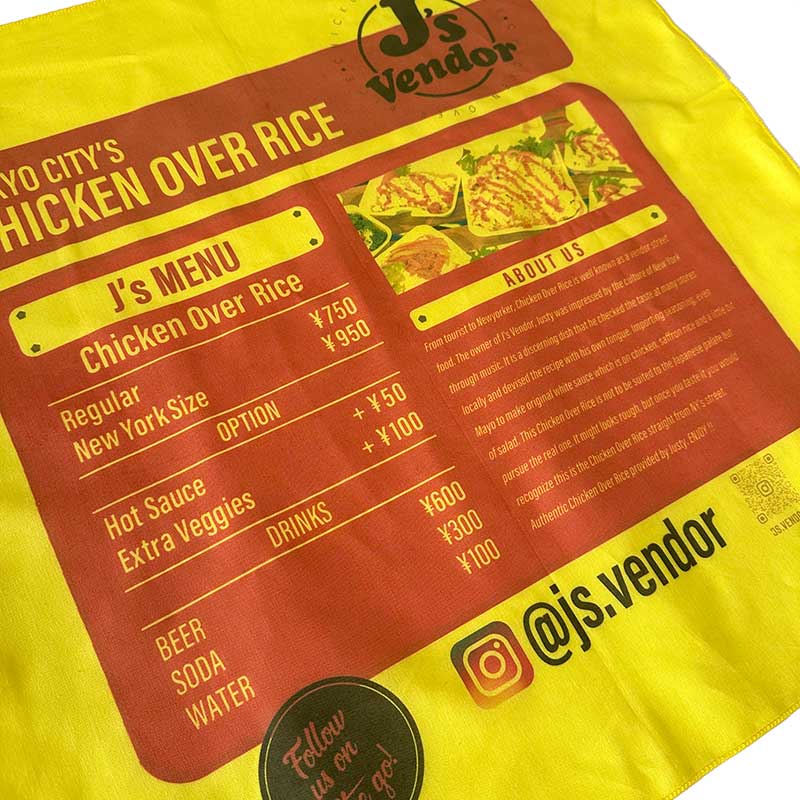 J's
Vendor
YO CITY'S
HICKEN OVER RICE
J's MENU
Chicken Over Rice
Regular ¥750
New York Size ¥950
OPTION
Hot Sauce + ¥50
Extra Veggies + ¥100
DRINKS
BEER ¥600
SODA ¥300
WATER ¥100
ABOUT US
From tourist to Newyorker, Chicken Over Rice is well known as a vendor street
food. The owner of J's Vendor, Justy was impressed by the culture of New York
through music. It is a discerning dish that he checked the taste at many stores
locally and devised the recipe with his own tongue. Importing seasoning, even
Mayo to make original white sauce which is on chicken, saffron rice and a little cut
of salad. This Chicken Over Rice is not to be suited to the Japanese palate but
pursue the real one. It might looks rough, but once you taste if you would
recognize this is the Chicken Over Rice straight from NY's street.
Authentic Chicken Over Rice provided by Justy. ENJOY !!
JS.VENDO
@js.vendor
Follow
us on
go!